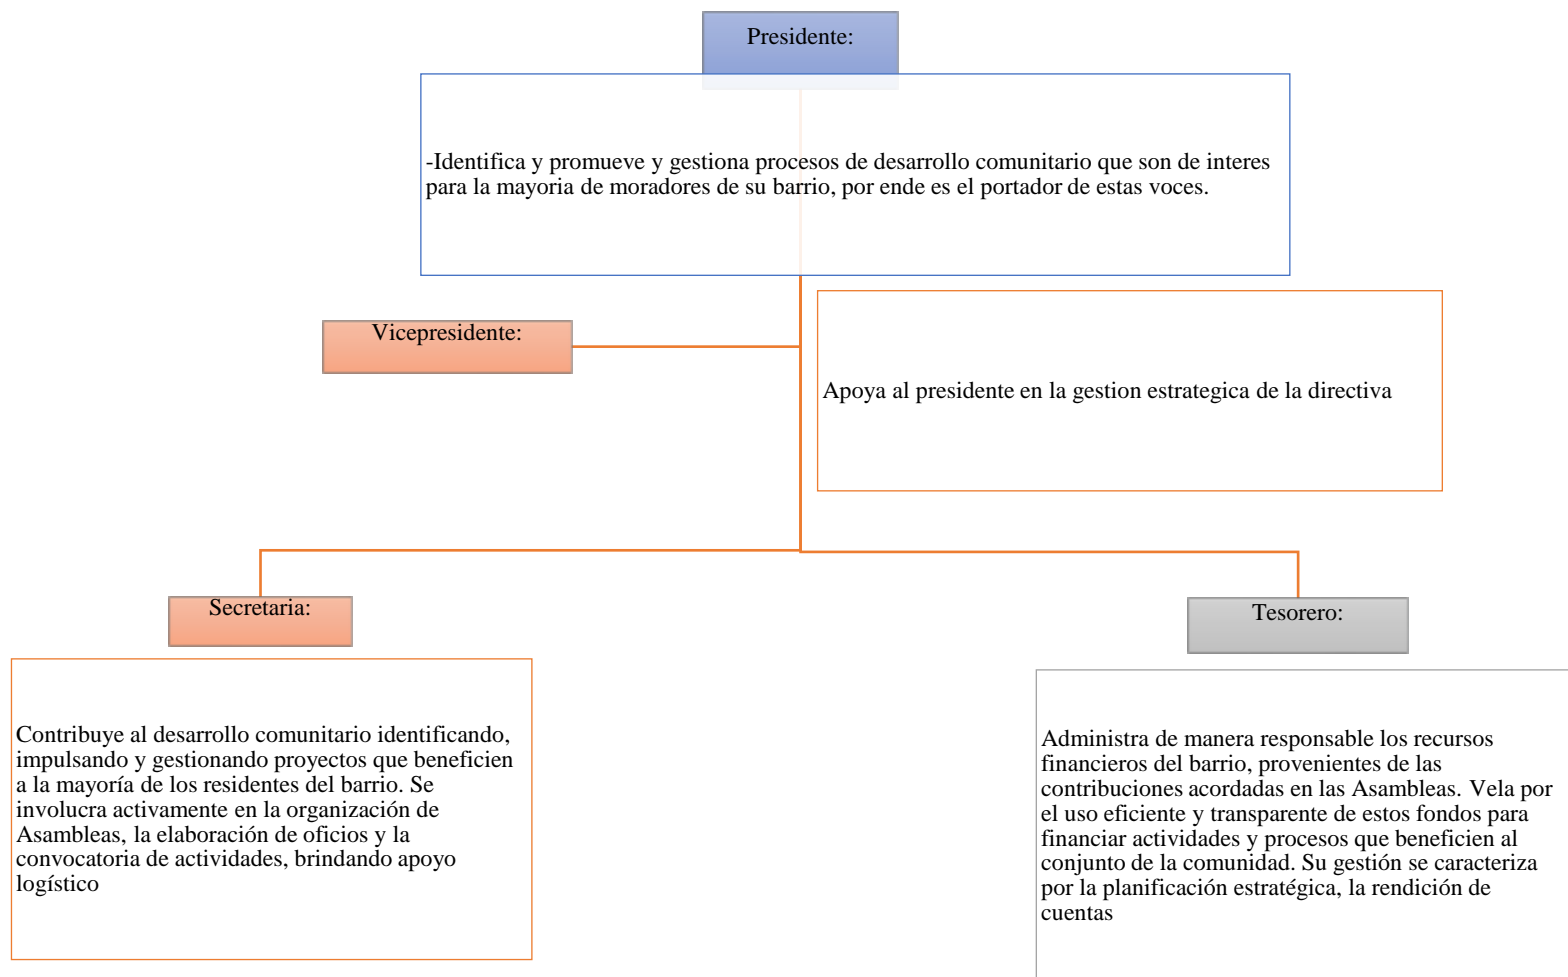 Presidente:
-Identifica y promueve y gestiona procesos de desarrollo comunitario que son de interes
para la mayoria de moradores de su barrio, por ende es el portador de estas voces.
Vicepresidente:
Apoya al presidente en la gestion estrategica de la directiva
Secretaria:
Contribuye al desarrollo comunitario identificando,
impulsando y gestionando proyectos que beneficien
a la mayoría de los residentes del barrio. Se
involucra activamente en la organización de
Asambleas, la elaboración de oficios y la
convocatoria de actividades, brindando apoyo
logístico
Tesorero:
Administra de manera responsable los recursos
financieros del barrio, provenientes de las
contribuciones acordadas en las Asambleas. Vela por
el uso eficiente y transparente de estos fondos para
financiar actividades y procesos que beneficien al
conjunto de la comunidad. Su gestión se caracteriza
por la planificación estratégica, la rendición de
cuentas